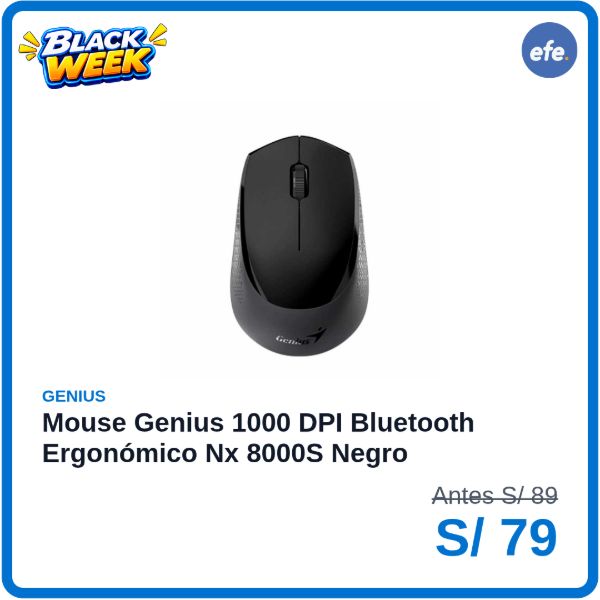 BLACK
WEEK
efe.
Genius
GENIUS
Mouse Genius 1000 DPI Bluetooth
Ergonómico Nx 8000S Negro
Antes S/ 89
S/ 79